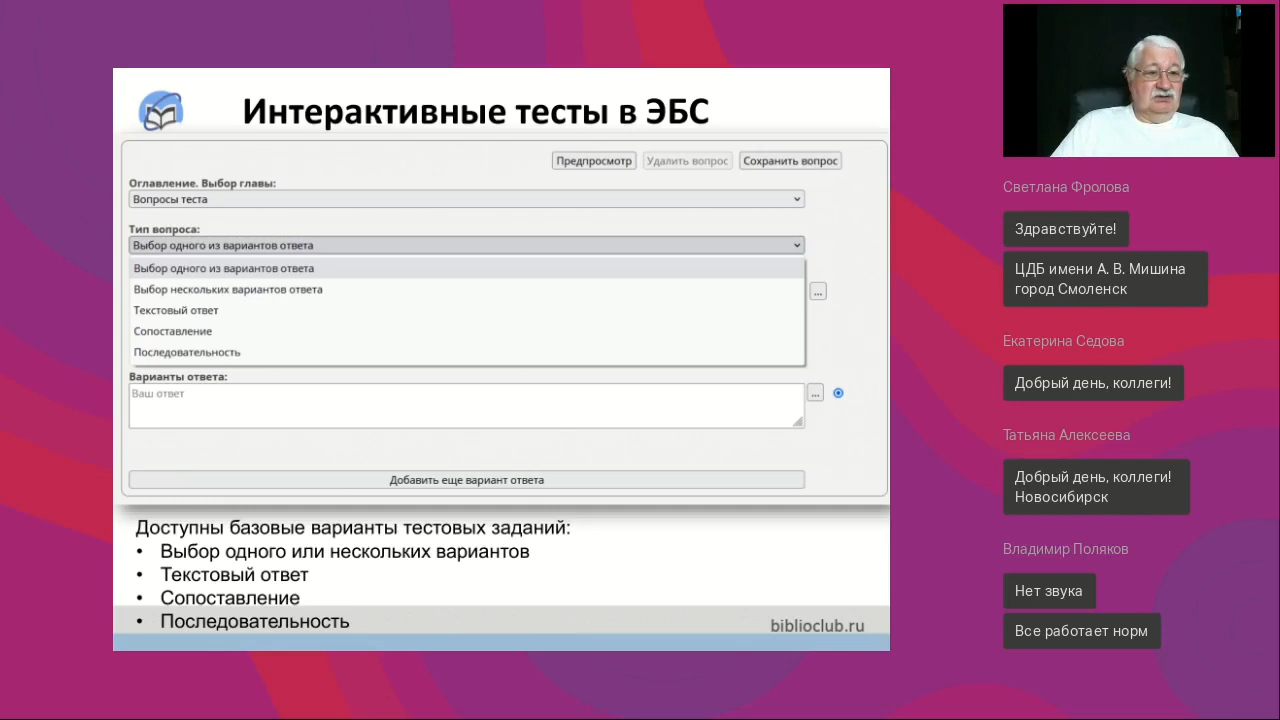 Интерактивные тесты в ЭБС
Предпросмотр Удалить вопрос Сохранить вопрос
Оглавление. Выбор главы:
Вопросы теста
Тип вопроса:
Выбор одного из вариантов ответа
Выбор одного из вариантов ответа
Выбор нескольких вариантов ответа
...
Текстовый ответ
Сопоставление
Последовательность
Варианты ответа:
Ваш ответ
...
Добавить еще вариант ответа
Доступны базовые варианты тестовых заданий:
• Выбор одного или нескольких вариантов
• Текстовый ответ
• Сопоставление
• Последовательность
biblioclub.ru
Светлана Фролова
Здравствуйте!
ЦДБ имени А. В. Мишина
город Смоленск
Екатерина Седова
Добрый день, коллеги!
Татьяна Алексеева
Добрый день, коллеги!
Новосибирск
Владимир Поляков
Нет звука
Все работает норм